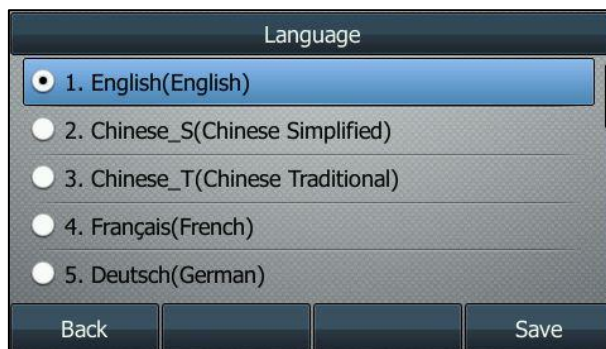 Language
1. English(English)
2. Chinese_S(Chinese Simplified)
3. Chinese_T(Chinese Traditional)
4. Français(French)
5. Deutsch(German)
Back Save